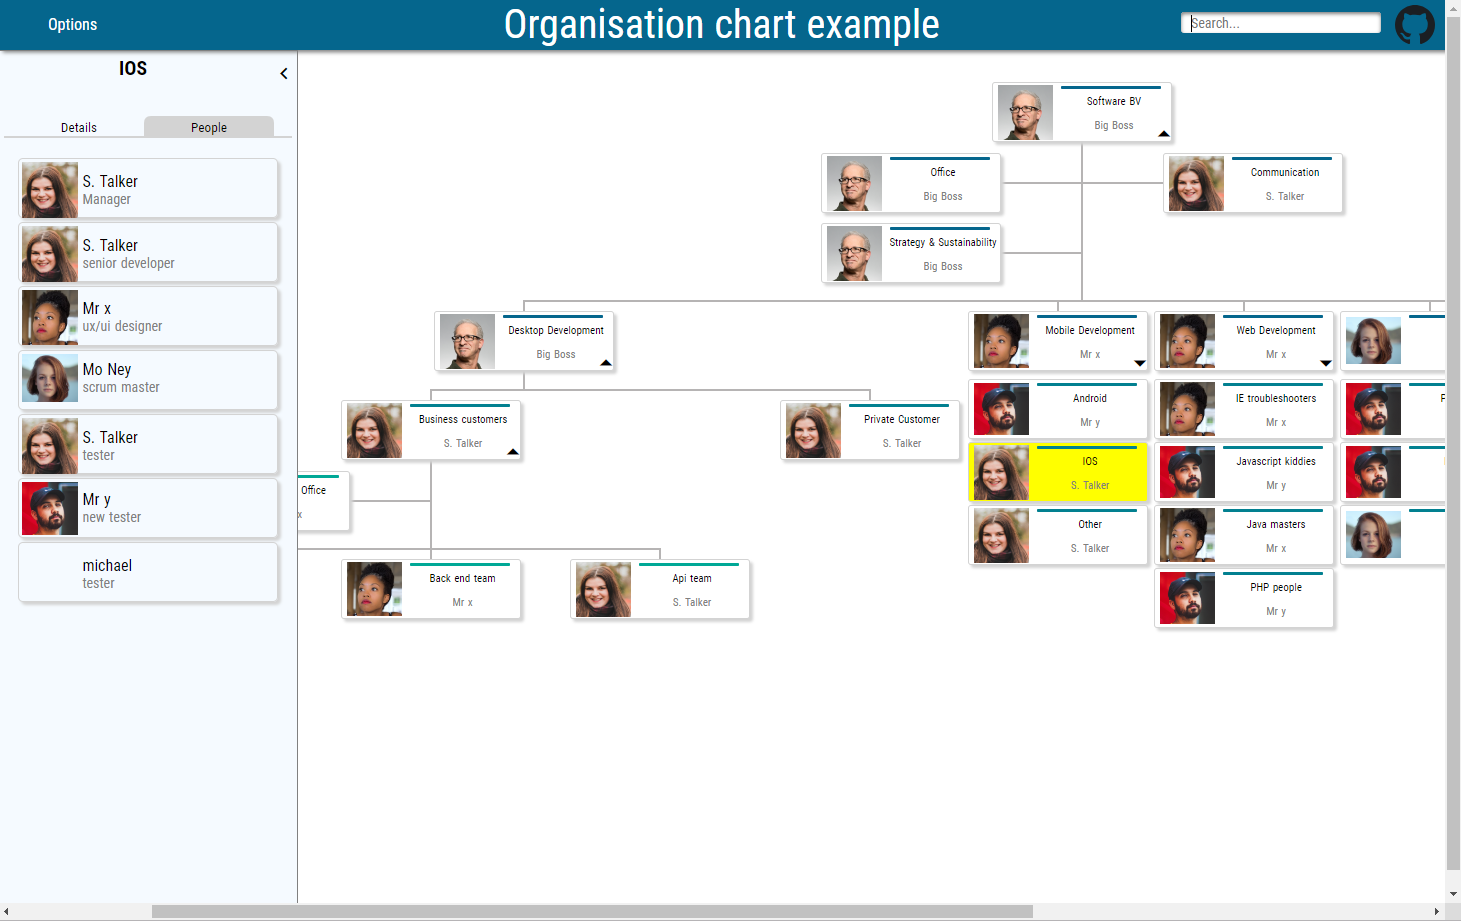 Options
Organisation chart example
Search...
IOS
Details
People
S. Talker
Manager
S. Talker
senior developer
Mr x
ux/ui designer
Mo Ney
scrum master
S. Talker
tester
Mr y
new tester
michael
tester
Software BV
Big Boss
Office
Big Boss
Communication
S. Talker
Strategy & Sustainability
Big Boss
Desktop Development
Big Boss
Mobile Development
Mr x
Web Development
Mr x
Business customers
S. Talker
Private Customer
S. Talker
Android
Mr y
IE troubleshooters
Mr x
IOS
S. Talker
Javascript kiddies
Mr y
Office
x
Other
S. Talker
Java masters
Mr x
Back end team
Mr x
Api team
S. Talker
PHP people
Mr y